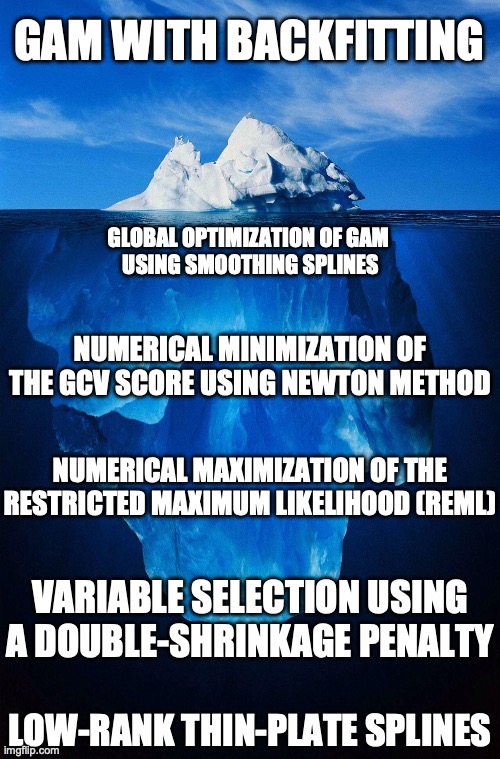 GAM WITH BACKFITTING
GLOBAL OPTIMIZATION OF GAM
USING SMOOTHING SPLINES
NUMERICAL MINIMIZATION OF
THE GCV SCORE USING NEWTON METHOD
NUMERICAL MAXIMIZATION OF THE
RESTRICTED MAXIMUM LIKELIHOOD (REML)
VARIABLE SELECTION USING
A DOUBLE-SHRINKAGE PENALTY
LOW-RANK THIN-PLATE SPLINES
imgflip.com